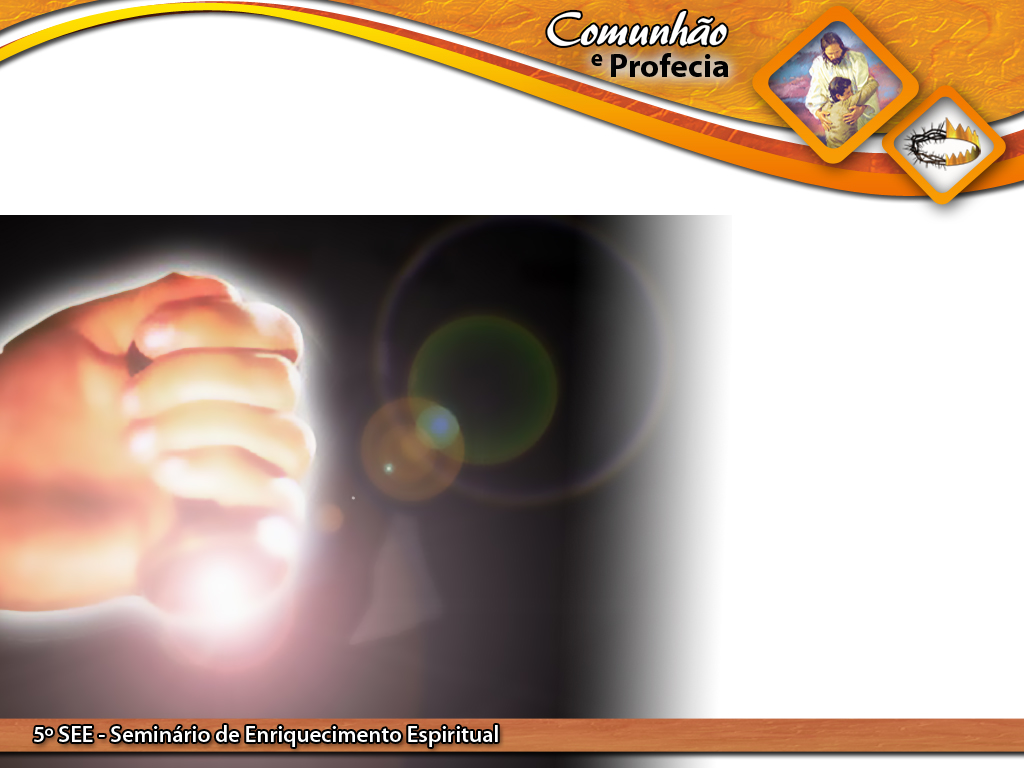 Comunhão
e Profecia
5º SEE - Seminário de Enriquecimento Espiritual